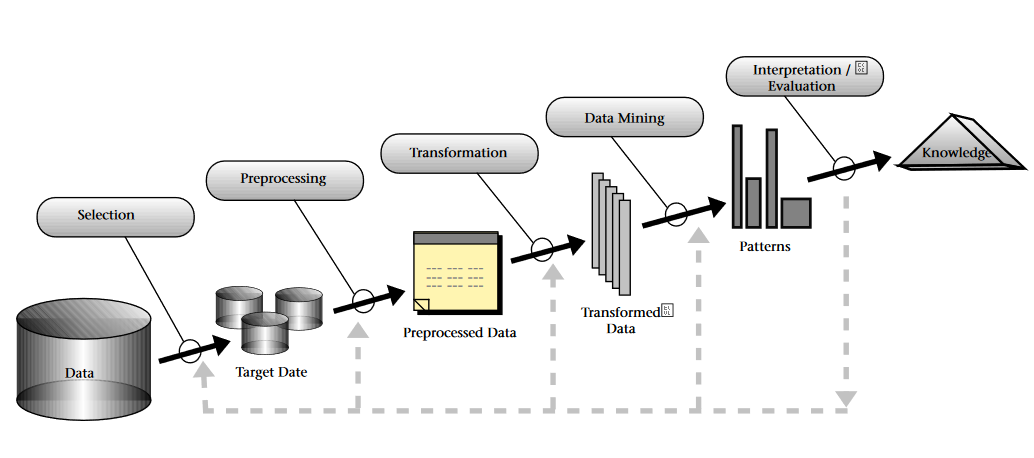 Interpretation /
Evaluation
Data Mining
Transformation
Knowledge
Preprocessing
Selection
Patterns
Transformed
Data
Preprocessed Data
Target Date
Data